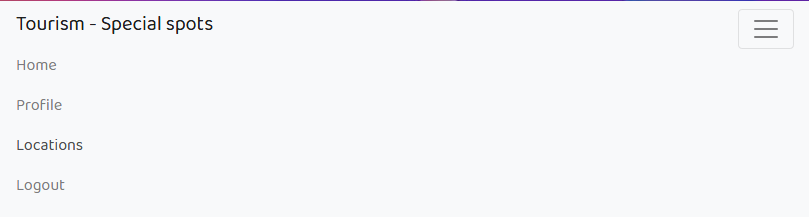 Tourism - Special spots
Home
Profile
Locations
Logout